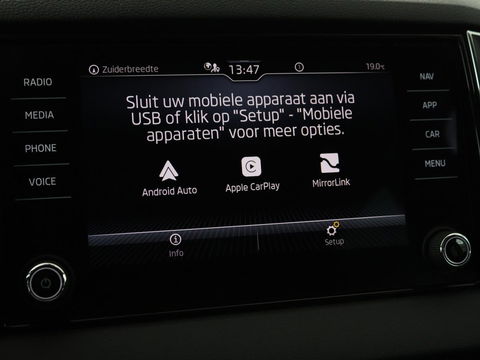 RADIO
MEDIA
PHONE
VOICE
Zuiderbreedte
13:47
19.0°C
Sluit uw mobiele apparaat aan via
USB of klik op "Setup" - "Mobiele
apparaten" voor meer opties.
Android Auto
Apple CarPlay
MirrorLink
Info
Setup
NAV
APP
CAR
MENU